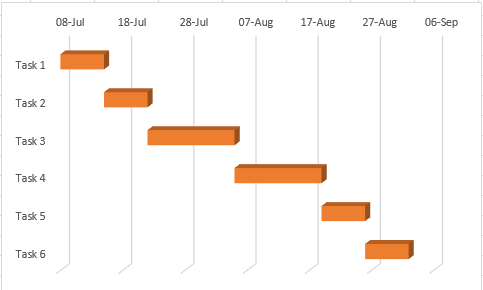 08-Jul 18-Jul 28-Jul 07-Aug 17-Aug 27-Aug 06-Sep
Task 1
Task 2
Task 3
Task 4
Task 5
Task 6